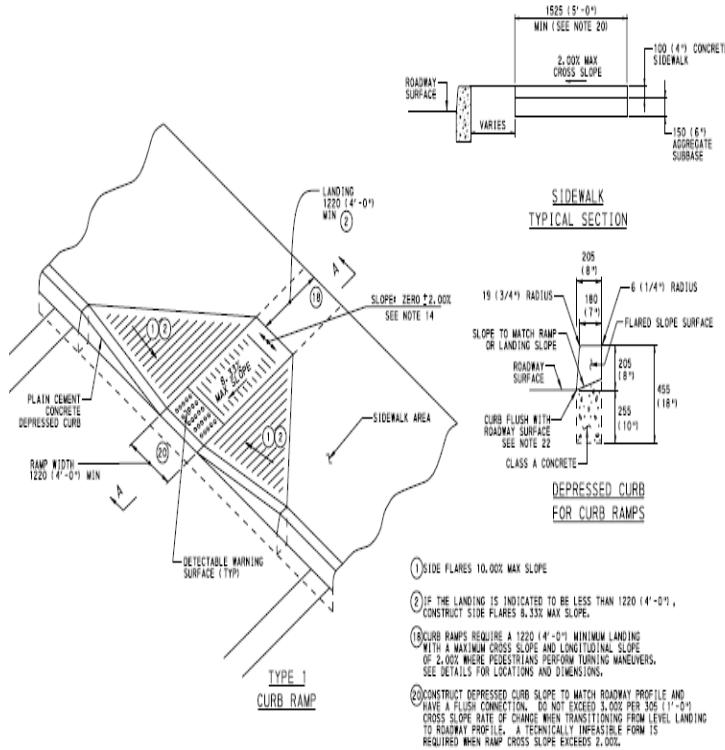 1525 (5'-0")
MIN (SEE NOTE 20)
2.00% MAX
CROSS SLOPE
100 (4") CONCRETE
SIDEWALK
ROADWAY
SURFACE
VARIES
150 (6")
AGGREGATE
SUBBASE
SIDEWALK
TYPICAL SECTION
LANDING
1220 (4'-0")
MIN 2
A
18
SLOPE: ZERO ±2.00%
SEE NOTE 14
1 2
8.33%
MAX SLOPE
PLAIN CEMENT
CONCRETE
DEPRESSED CURB
SIDEWALK AREA
1 2
20
RAMP WIDTH
1220 (4'-0") MIN
A
DETECTABLE WARNING
SURFACE (TYP)
TYPE 1
CURB RAMP
205
(8")
19 (3/4") RADIUS
180
(7")
6 (1/4") RADIUS
FLARED SLOPE SURFACE
SLOPE TO MATCH RAMP
OR LANDING SLOPE
205
(8")
455
(18")
ROADWAY
SURFACE
255
(10")
CURB FLUSH WITH
ROADWAY SURFACE
SEE NOTE 22
CLASS A CONCRETE
DEPRESSED CURB
FOR CURB RAMPS
1 SIDE FLARES 10.00% MAX SLOPE
2 IF THE LANDING IS INDICATED TO BE LESS THAN 1220 (4'-0"),
CONSTRUCT SIDE FLARES 8.33% MAX SLOPE.
18 CURB RAMPS REQUIRE A 1220 (4'-0") MINIMUM LANDING
WITH A MAXIMUM CROSS SLOPE AND LONGITUDINAL SLOPE
OF 2.00% WHERE PEDESTRIANS PERFORM TURNING MANEUVERS.
SEE DETAILS FOR LOCATIONS AND DIMENSIONS.
20 CONSTRUCT DEPRESSED CURB SLOPE TO MATCH ROADWAY PROFILE AND
HAVE A FLUSH CONNECTION. DO NOT EXCEED 3.00% PER 305 (1'-0")
CROSS SLOPE RATE OF CHANGE WHEN TRANSITIONING FROM LEVEL LANDING
TO ROADWAY PROFILE. A TECHNICALLY INFEASIBLE FORM IS
REQUIRED WHEN RAMP CROSS SLOPE EXCEEDS 2.00%.